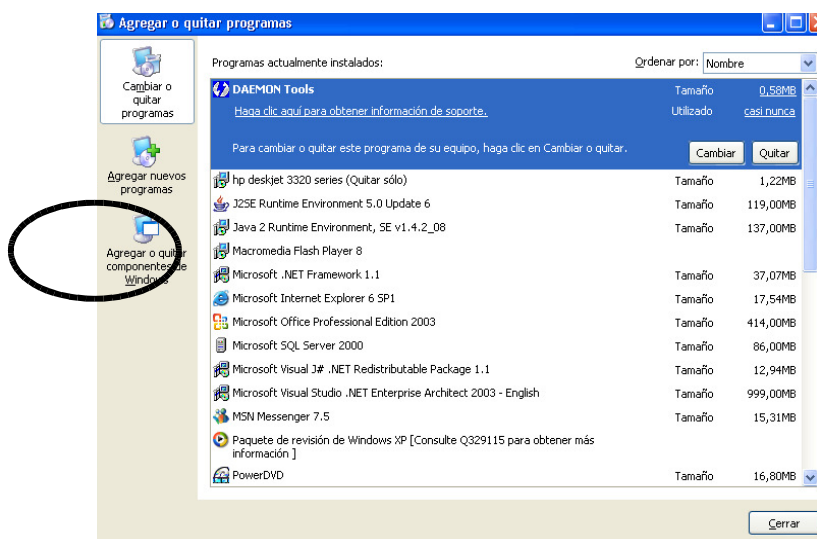 Agregar o quitar programas
Cambiar o
quitar
programas
Agregar nuevos
programas
Agregar o quitar
componentes de
Windows
Programas actualmente instalados:
Ordenar por: Nombre
DAEMON Tools Tamaño 0,58MB
Haga clic aquí para obtener información de soporte. Utilizado casi nunca
Para cambiar o quitar este programa de su equipo, haga clic en Cambiar o quitar. Cambiar Quitar
hp deskjet 3320 series (Quitar sólo) Tamaño 1,22MB
J2SE Runtime Environment 5.0 Update 6 Tamaño 119,00MB
Java 2 Runtime Environment, SE v1.4.2_08 Tamaño 137,00MB
Macromedia Flash Player 8
Microsoft .NET Framework 1.1 Tamaño 37,07MB
Microsoft Internet Explorer 6 SP1 Tamaño 17,54MB
Microsoft Office Professional Edition 2003 Tamaño 414,00MB
Microsoft SQL Server 2000 Tamaño 86,00MB
Microsoft Visual J# .NET Redistributable Package 1.1 Tamaño 12,94MB
Microsoft Visual Studio .NET Enterprise Architect 2003 - English Tamaño 999,00MB
MSN Messenger 7.5 Tamaño 15,31MB
Paquete de revisión de Windows XP [Consulte Q329115 para obtener más
información ]
PowerDVD Tamaño 16,80MB
Cerrar